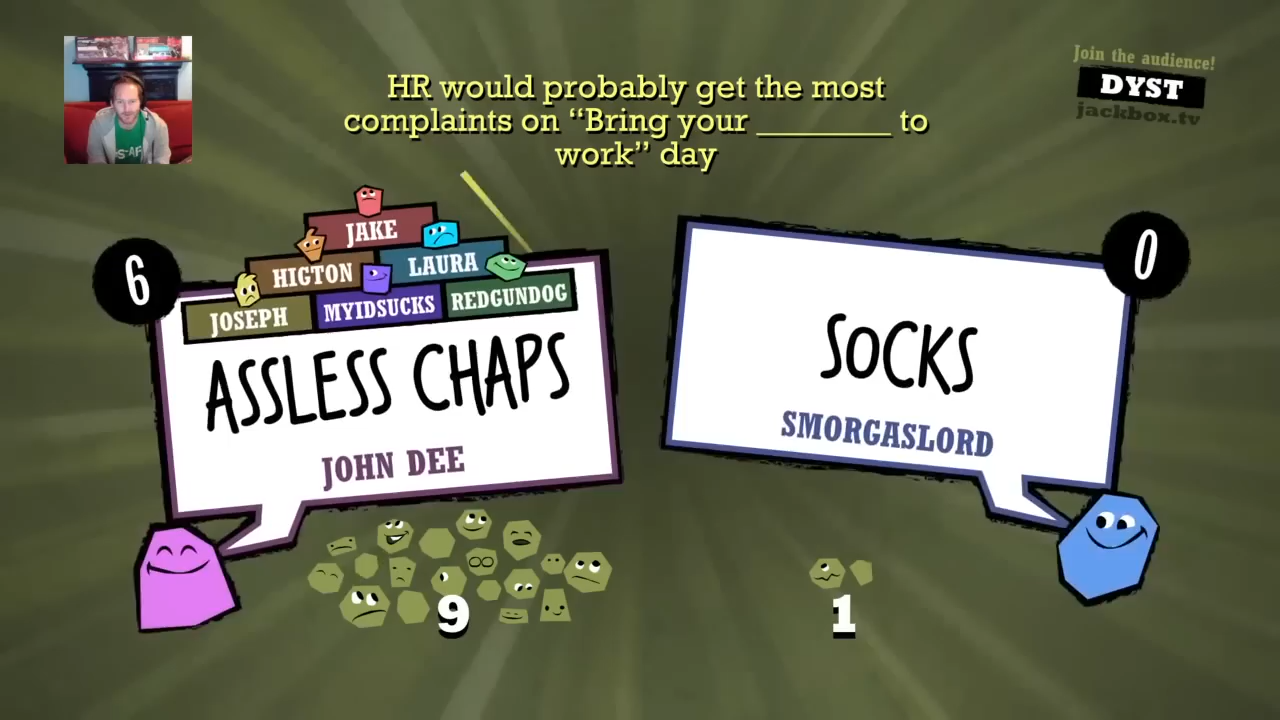 Join the audience!
DYST
jackbox.tv
HR would probably get the most
complaints on “Bring your ________ to
work” day
6
JAKE
HIGTON
LAURA
JOSEPH
MYIDSUCKS
REDGUNDOG
ASSLESS CHAPS
JOHN DEE
9
0
SOCKS
SMORGASLORD
1